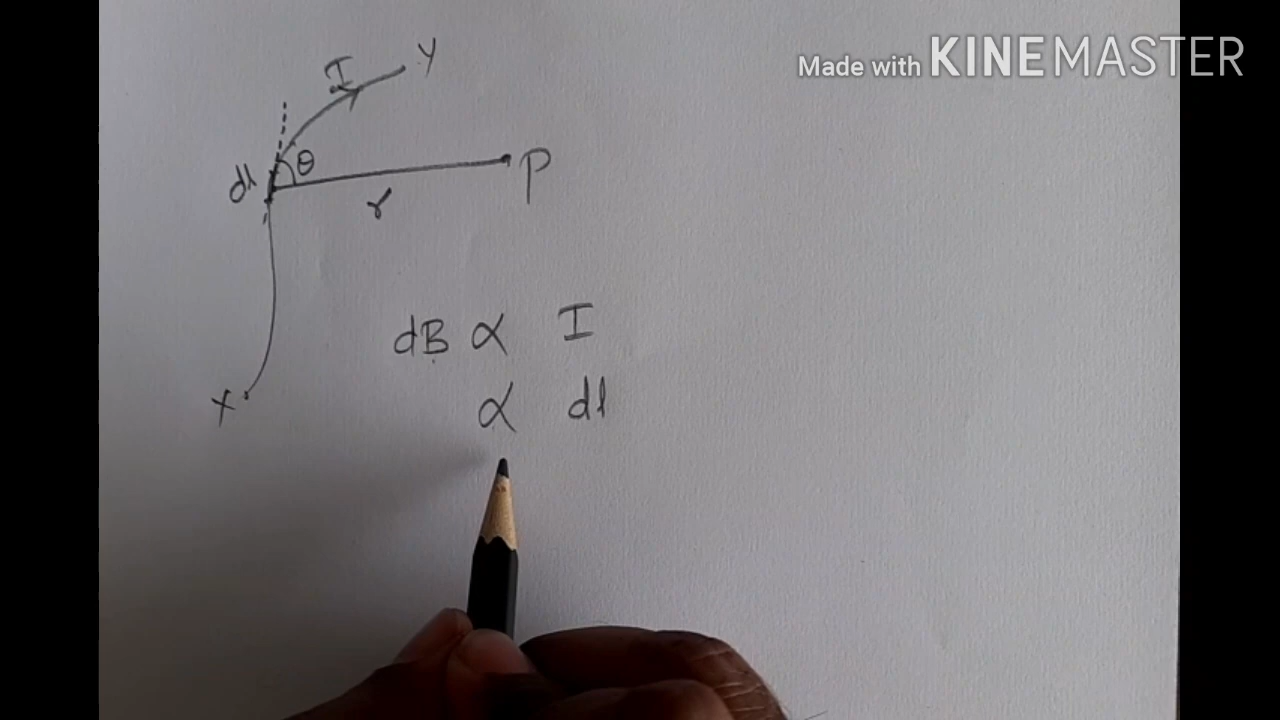 Made with KINEMASTER
I Y
dl θ
r P
dB ∝ I
∝ dl
X